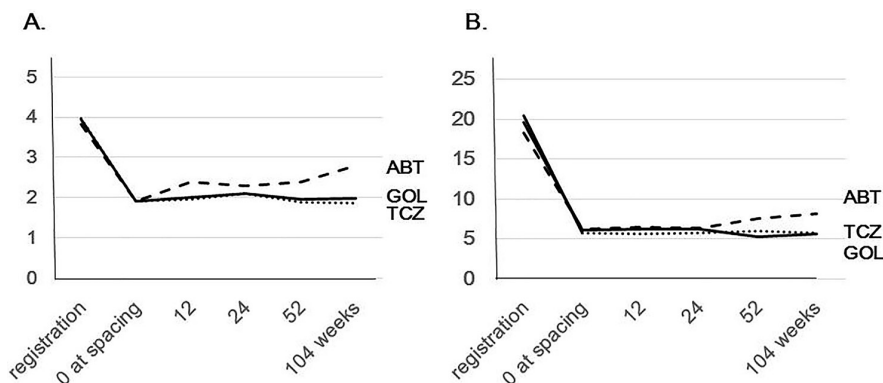 A.
5
4
3
2
1
0
ABT
GOL
TCZ
registration
0 at spacing
12
24
52
104 weeks
B.
25
20
15
10
5
0
ABT
TCZ
GOL
registration
0 at spacing
12
24
52
104 weeks